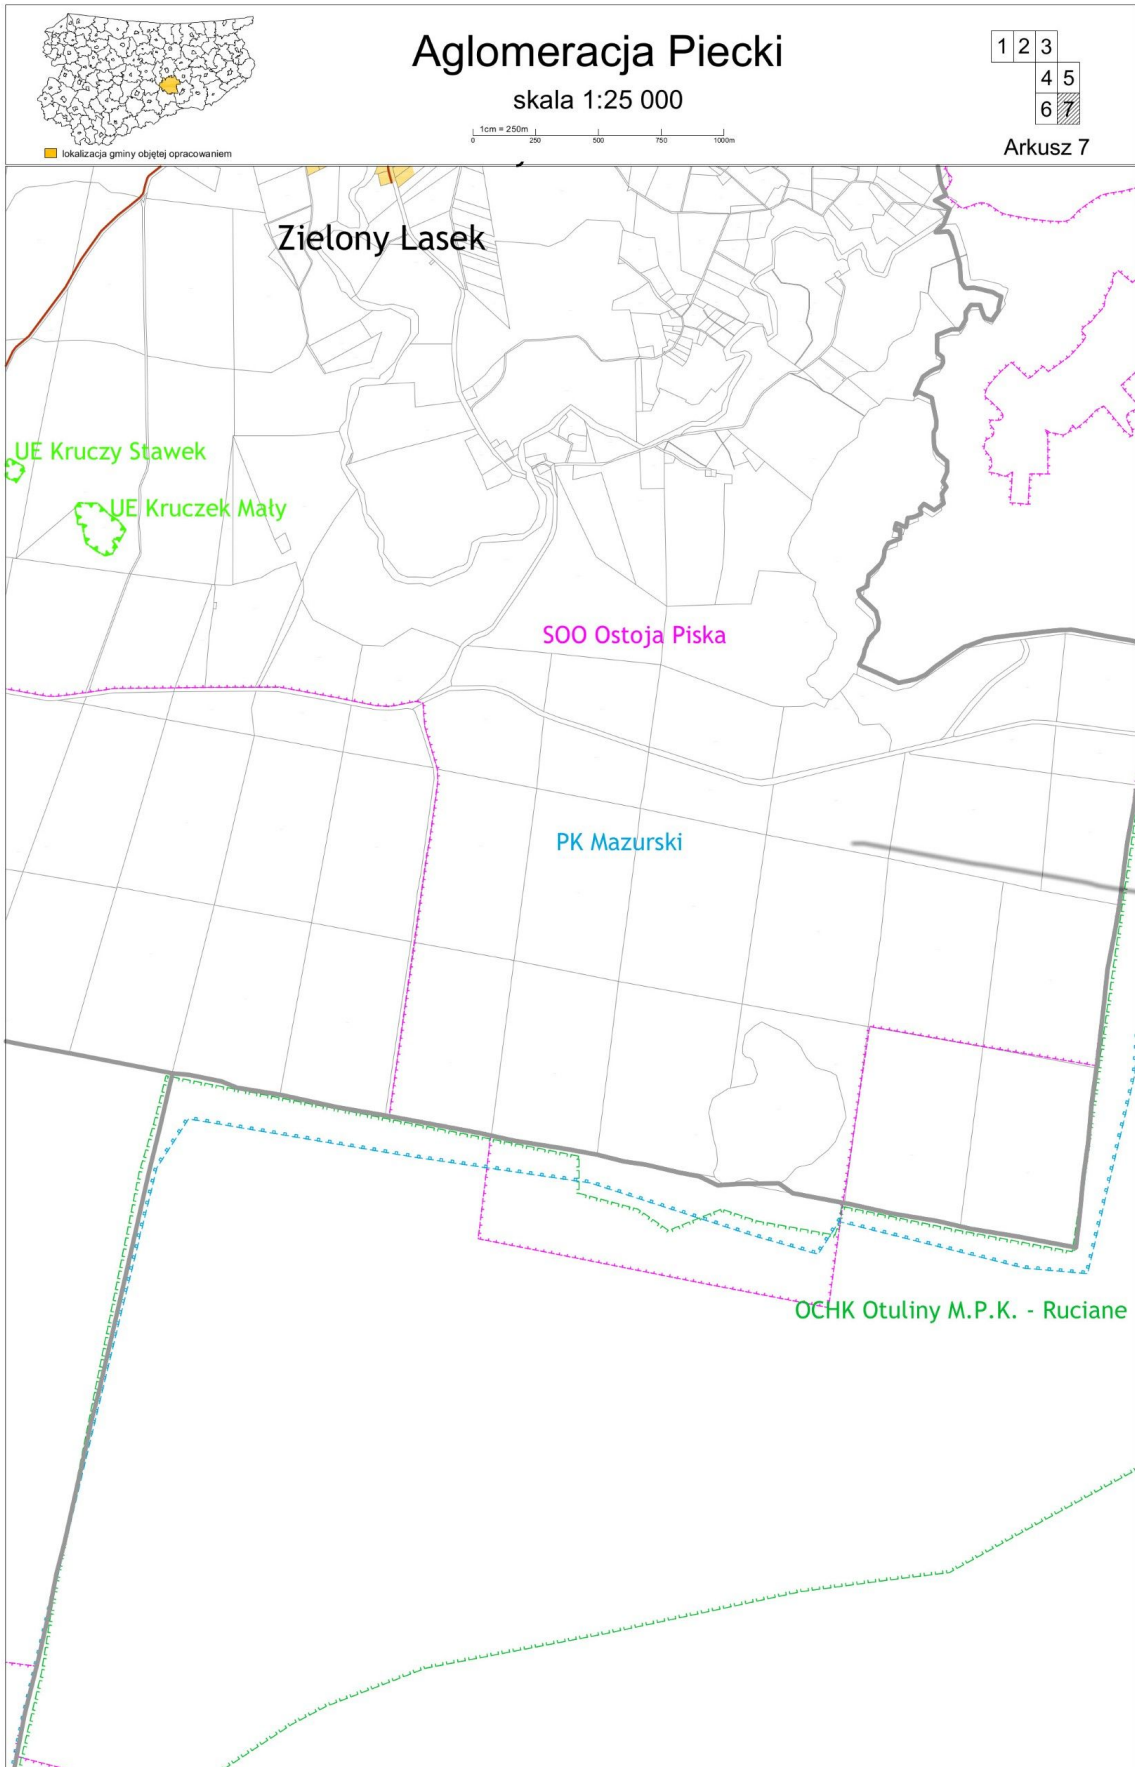 Aglomeracja Piecki
skala 1:25 000
1cm = 250m
0 250 500 750 1000m
lokalizacja gminy objętej opracowaniem
1 2 3
4 5
6 7
Arkusz 7
Zielony Lasek
UE Kruczy Stawek
UE Kruczek Mały
SOO Ostoja Piska
PK Mazurski
OCHK Otuliny M.P.K. - Ruciane